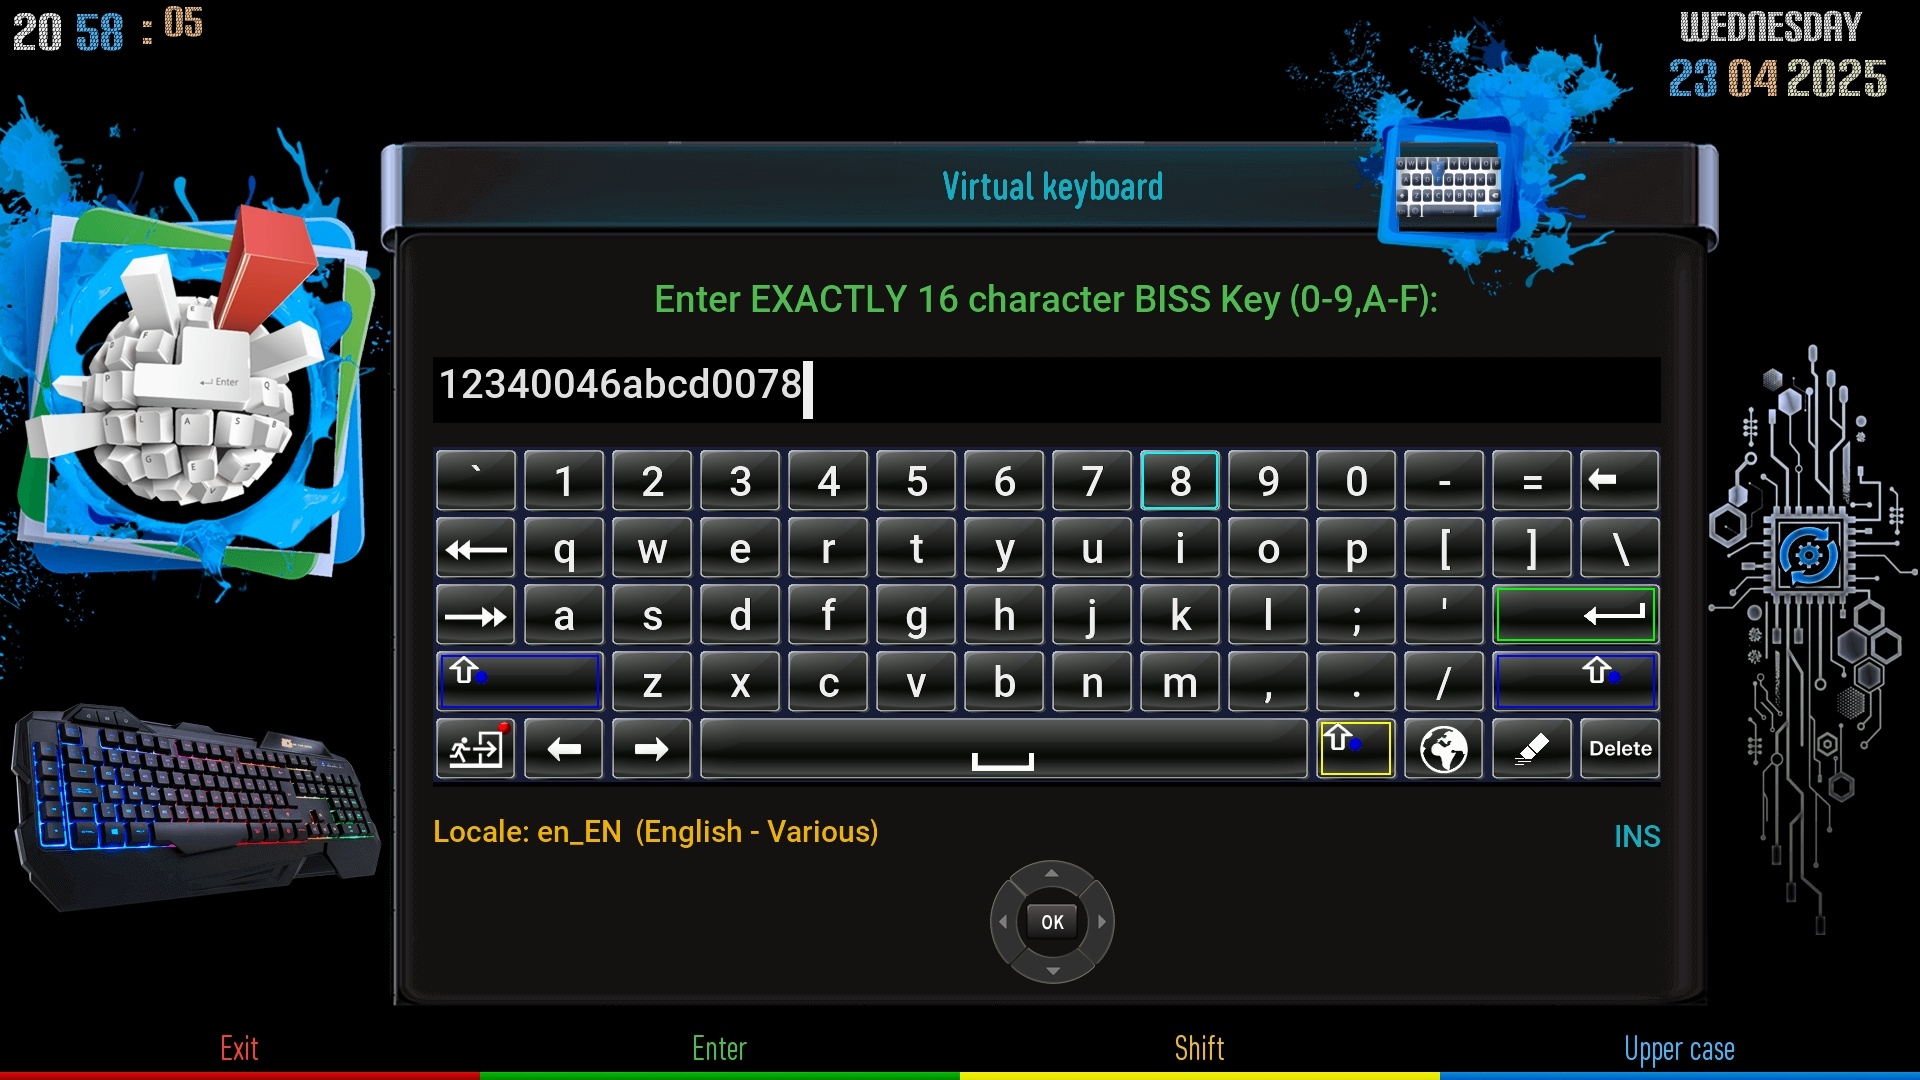 20 58 : 05
WEDNESDAY
23 04 2025
Virtual keyboard
Enter EXACTLY 16 character BISS Key (0-9,A-F):
12340046abcd0078
` 1 2 3 4 5 6 7 8 9 0 - =
q w e r t y u i o p [ ] \
a s d f g h j k l ; '
z x c v b n m , . /
Delete
Locale: en_EN (English - Various)
INS
OK
Enter
Exit
Enter
Shift
Upper case